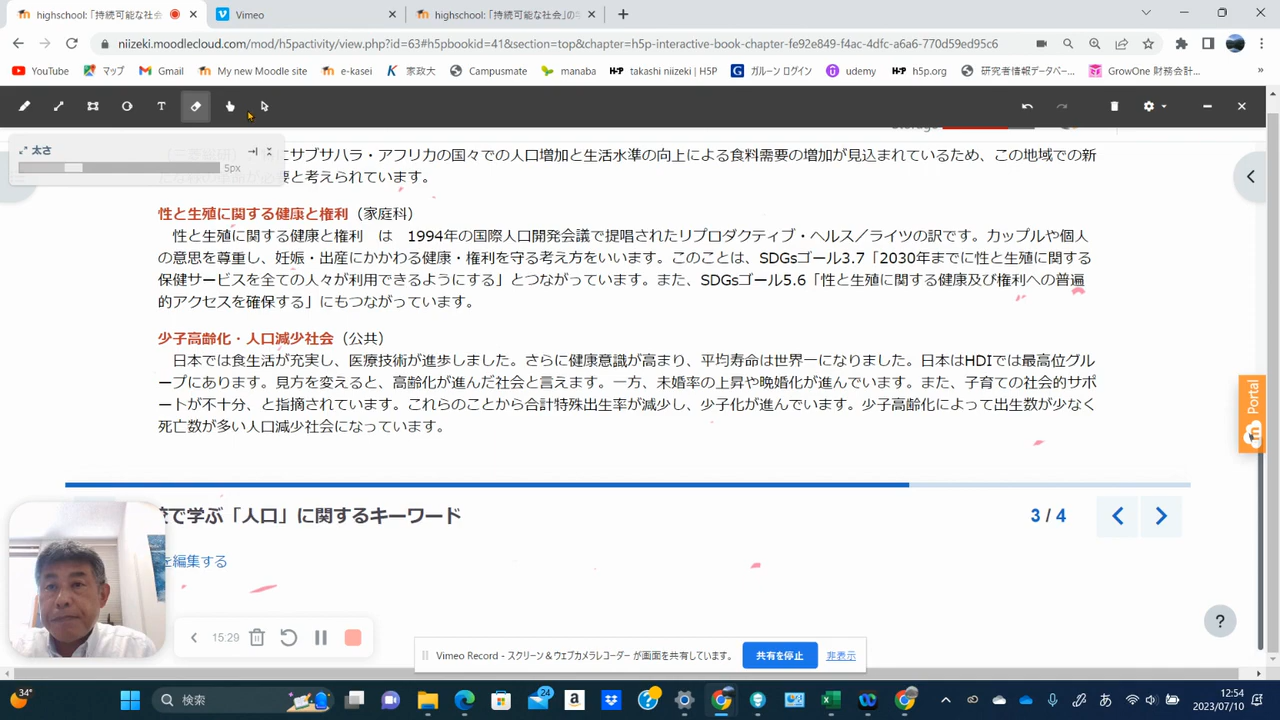 highschool: 「持続可能な社会
Vimeo
highschool: 「持続可能な社会」の
niizeki.moodlecloud.com/mod/h5pactivity/view.php?id=63#h5pbookid=41&section=top&chapter=h5p-interactive-book-chapter-fe92e849-f4ac-4dfc-a6a6-770d59ed95c6
YouTube
マップ
Gmail
My new Moodle site
e-kasei
家政大
Campusmate
manaba
takashi niizeki | H5P
ガルーン ログイン
udemy
h5p.org
研究者情報データベー...
GrowOne 財務会計...
太さ
5px
にサブサハラ・アフリカの国々での人口増加と生活水準の向上による食料需要の増加が見込まれているため、この地域での新
要と考えられています。
性と生殖に関する健康と権利（家庭科）
性と生殖に関する健康と権利 は 1994年の国際人口開発会議で提唱されたリプロダクティブ・ヘルス／ライツの訳です。カップルや個人
の意思を尊重し、妊娠・出産にかかわる健康・権利を守る考え方をいいます。このことは、SDGsゴール3.7「2030年までに性と生殖に関する
保健サービスを全ての人々が利用できるようにする」とつながっています。また、SDGsゴール5.6「性と生殖に関する健康及び権利への普遍
的アクセスを確保する」にもつながっています。
少子高齢化・人口減少社会（公共）
日本では食生活が充実し、医療技術が進歩しました。さらに健康意識が高まり、平均寿命は世界一になりました。日本はHDIでは最高位グル
ープにあります。見方を変えると、高齢化が進んだ社会と言えます。一方、未婚率の上昇や晩婚化が進んでいます。また、子育ての社会的サポ
ートが不十分、と指摘されています。これらのことから合計特殊出生率が減少し、少子化が進んでいます。少子高齢化によって出生数が少なく
死亡数が多い人口減少社会になっています。
Portal
で学ぶ「人口」に関するキーワード
3 / 4
を編集する
?
15:29
Vimeo Record - スクリーン＆ウェブカメラレコーダー が画面を共有しています。
共有を停止
非表示
34°
検索
24
あ
12:54
2023/07/10